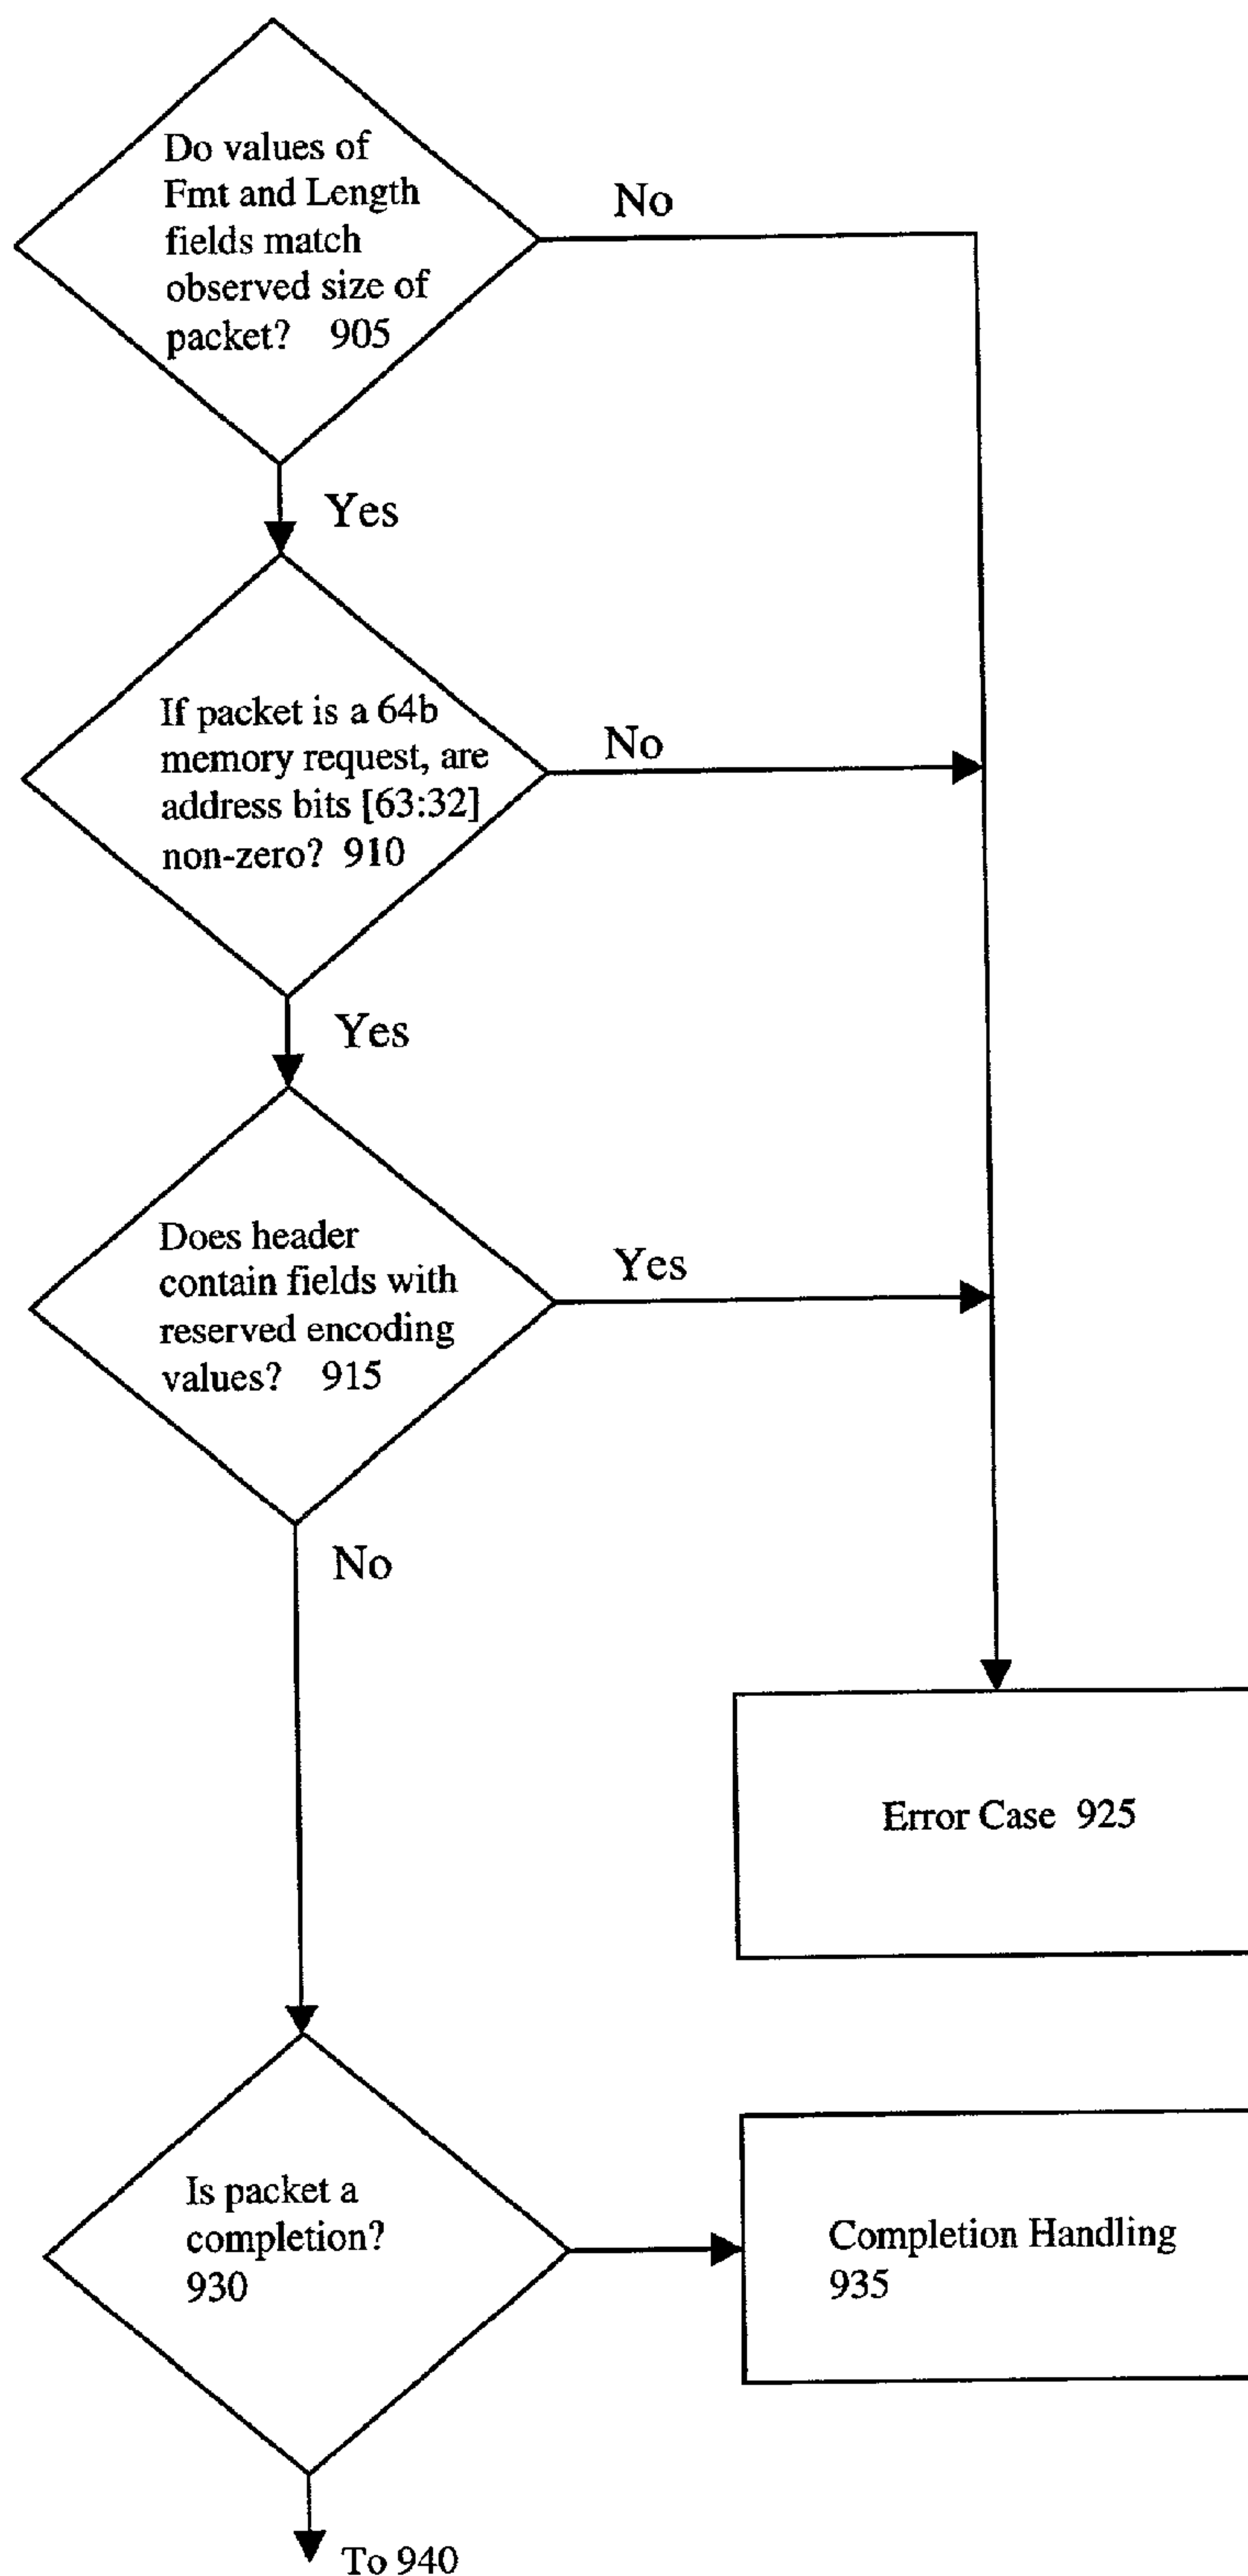 Do values of
Fmt and Length
fields match
observed size of
packet? 905
No
Yes
If packet is a 64b
memory request, are
address bits [63:32]
non-zero? 910
No
Yes
Does header
contain fields with
reserved encoding
values? 915
Yes
No
Error Case 925
Is packet a
completion?
930
Completion Handling
935
To 940